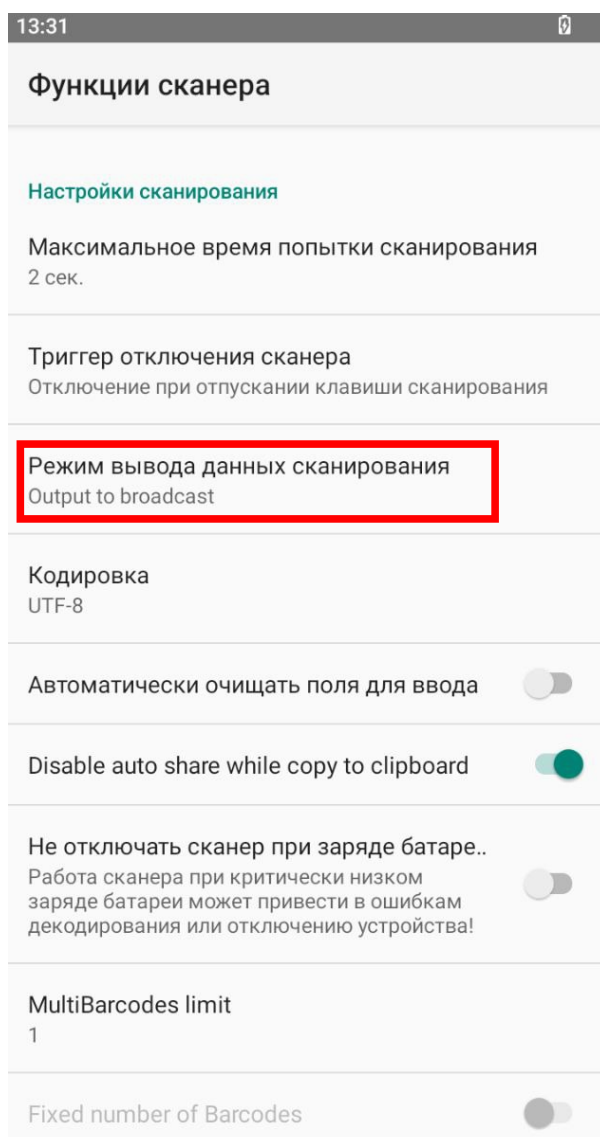 13:31
Функции сканера
Настройки сканирования
Максимальное время попытки сканирования
2 сек.
Триггер отключения сканера
Отключение при отпускании клавиши сканирования
Режим вывода данных сканирования
Output to broadcast
Кодировка
UTF-8
Автоматически очищать поля для ввода
Disable auto share while copy to clipboard
Не отключать сканер при заряде батаре..
Работа сканера при критически низком
заряде батареи может привести в ошибкам
декодирования или отключению устройства!
MultiBarcodes limit
1
Fixed number of Barcodes